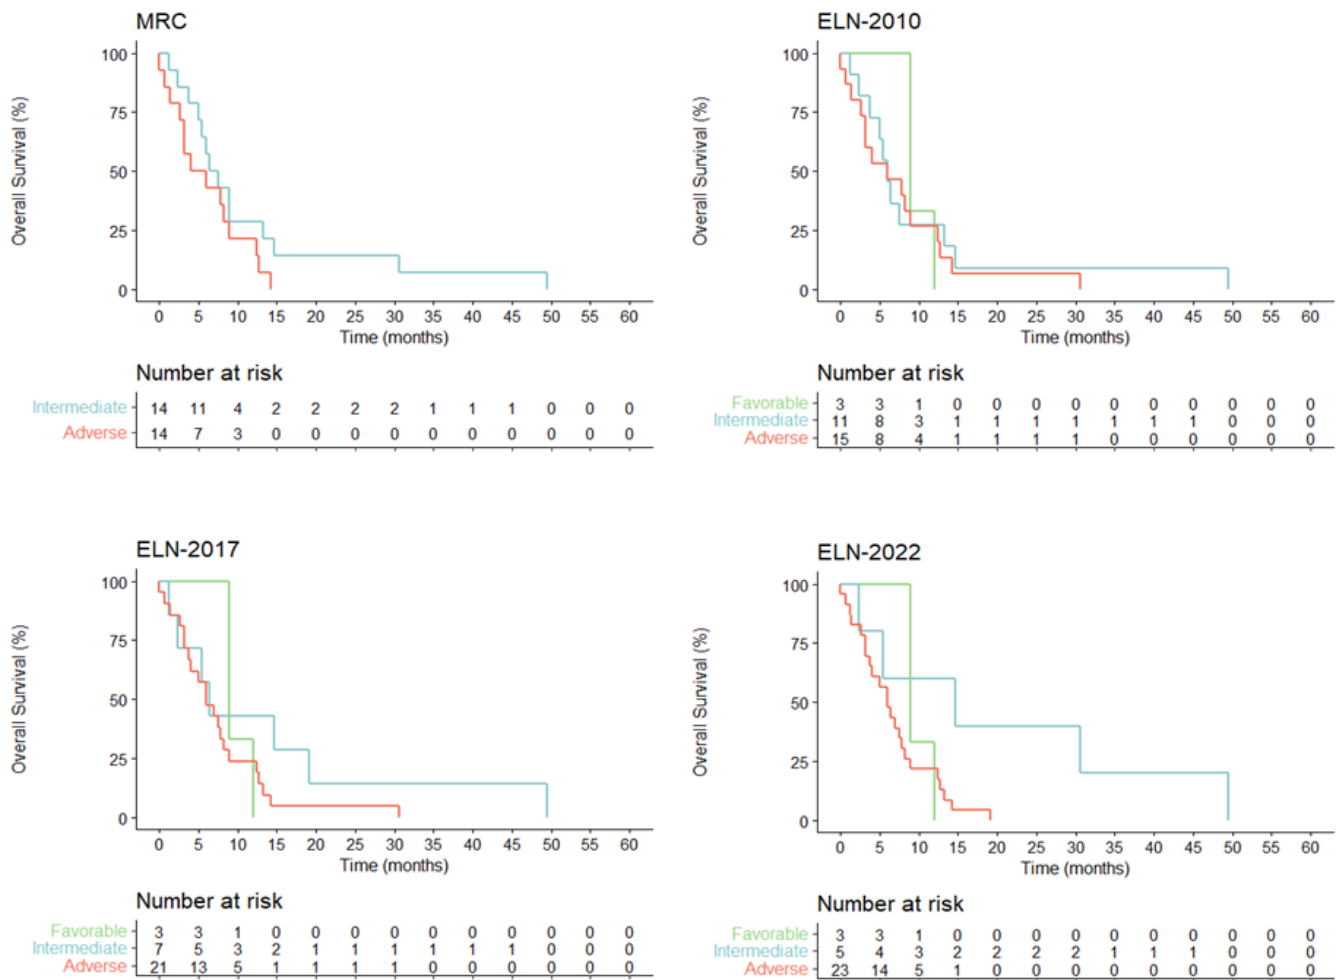 MRC
Overall Survival (%)
100
75
50
25
0
0 5 10 15 20 25 30 35 40 45 50 55 60
Time (months)
Number at risk
Intermediate 14 11 4 2 2 2 2 1 1 1 0 0 0
Adverse 14 7 3 0 0 0 0 0 0 0 0 0 0
ELN-2010
Overall Survival (%)
100
75
50
25
0
0 5 10 15 20 25 30 35 40 45 50 55 60
Time (months)
Number at risk
Favorable 3 3 1 0 0 0 0 0 0 0 0 0 0
Intermediate 11 8 3 1 1 1 1 1 1 1 0 0 0
Adverse 15 8 4 1 1 1 1 0 0 0 0 0 0
ELN-2017
Overall Survival (%)
100
75
50
25
0
0 5 10 15 20 25 30 35 40 45 50 55 60
Time (months)
Number at risk
Favorable 3 3 1 0 0 0 0 0 0 0 0 0 0
Intermediate 7 5 3 2 1 1 1 1 1 1 0 0 0
Adverse 21 13 5 1 1 1 1 0 0 0 0 0 0
ELN-2022
Overall Survival (%)
100
75
50
25
0
0 5 10 15 20 25 30 35 40 45 50 55 60
Time (months)
Number at risk
Favorable 3 3 1 0 0 0 0 0 0 0 0 0 0
Intermediate 5 4 3 2 2 2 2 1 1 1 0 0 0
Adverse 23 14 5 1 0 0 0 0 0 0 0 0 0